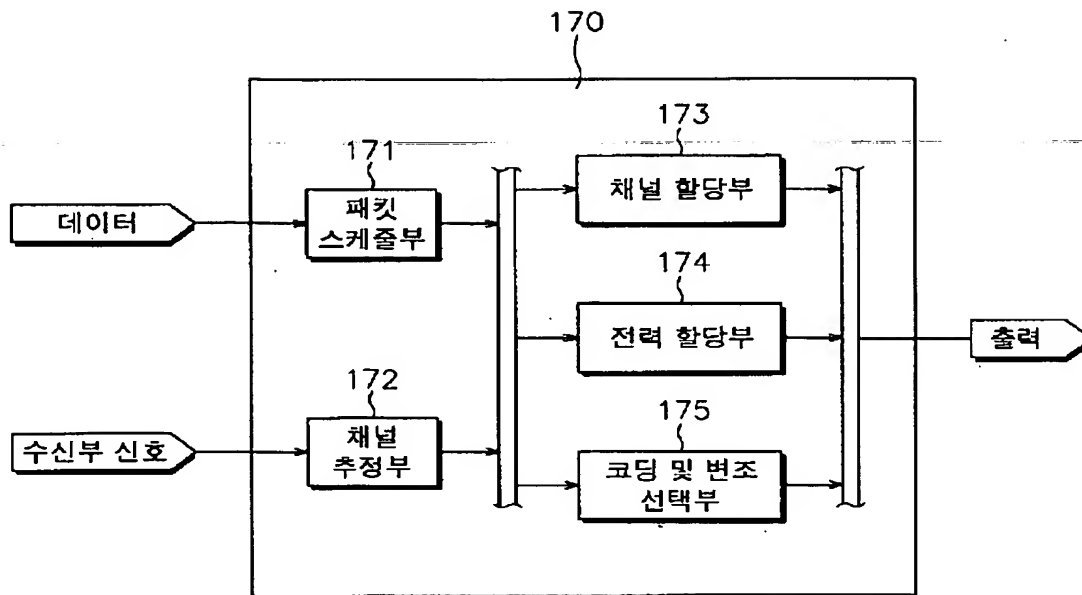 170
173
171
채널 할당부
데이터
패킷
스케줄부
174
전력 할당부
출력
172
175
수신부 신호
채널
추정부
코딩 및 변조
선택부